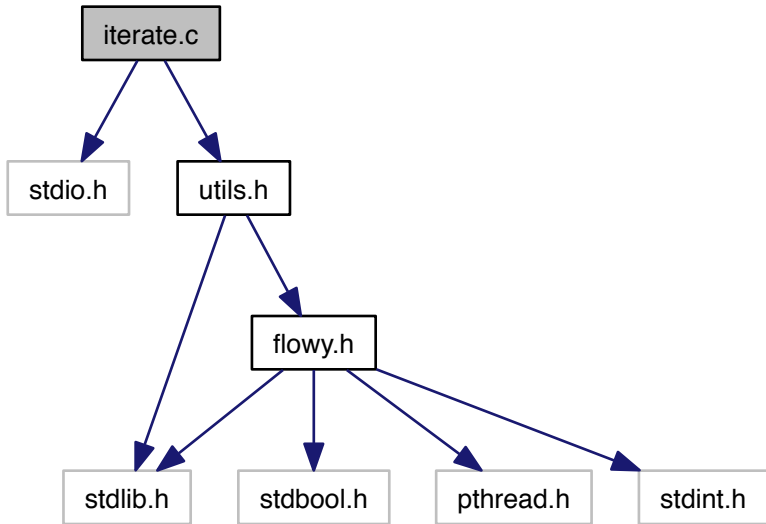 iterate.c
stdio.h
utils.h
flowy.h
stdlib.h
stdbool.h
pthread.h
stdint.h